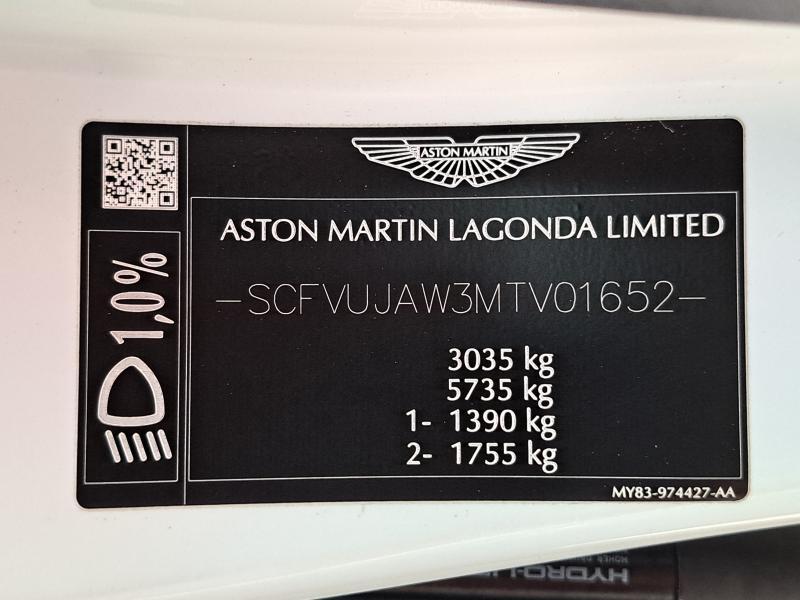 ASTON MARTIN
ASTON MARTIN LAGONDA LIMITED
-SCFVUJAW3MTV01652-
3035 kg
5735 kg
1- 1390 kg
2- 1755 kg
1,0%
MY83-974427-AA